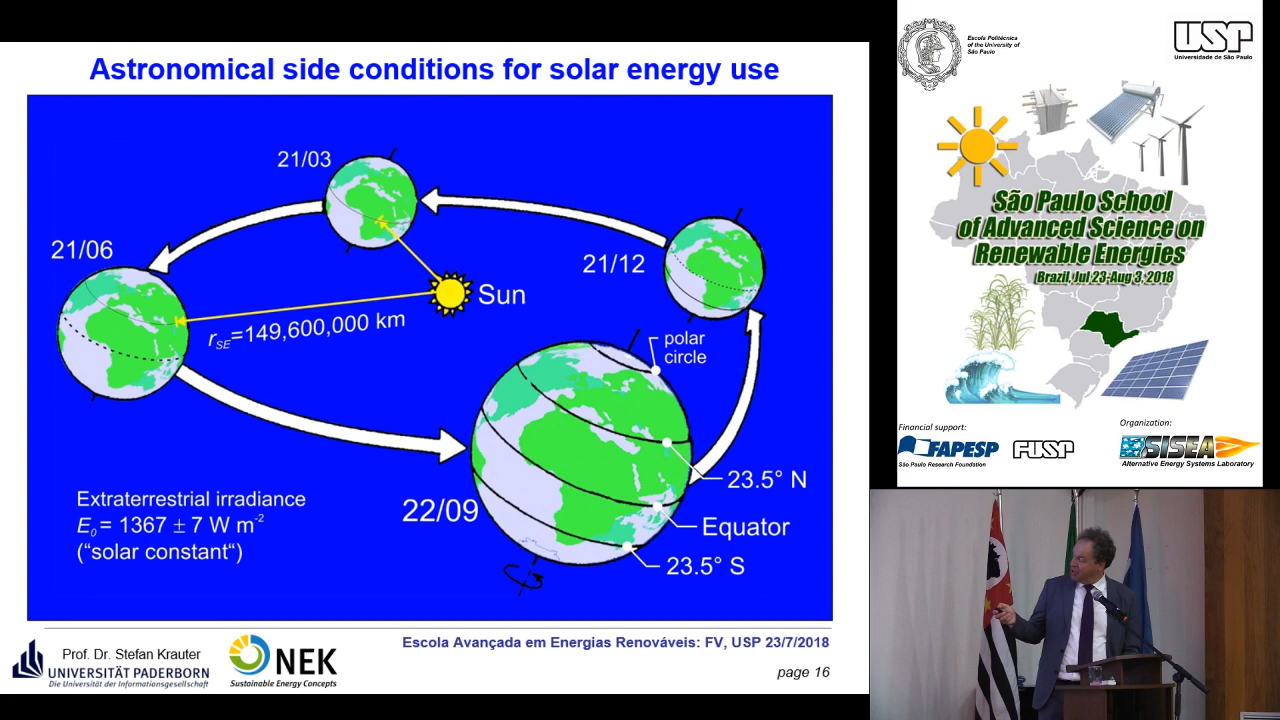 Astronomical side conditions for solar energy use
21/03
21/06
21/12
Sun
rSE=149,600,000 km
polar
circle
23.5° N
22/09
Equator
23.5° S
Extraterrestrial irradiance
E0 = 1367 ± 7 W m-2
(“solar constant“)
Escola Avançada em Energias Renováveis: FV, USP 23/7/2018
Prof. Dr. Stefan Krauter
UNIVERSITÄT PADERBORN
Die Universität der Informationsgesellschaft
NEK
Sustainable Energy Concepts
page 16
Escola Politécnica
of the University of
São Paulo
USP
Universidade de São Paulo
São Paulo School
of Advanced Science on
Renewable Energies
Brazil, Jul 23-Aug 3, 2018
Financial support:
FAPESP
São Paulo Research Foundation
FUSP
Organization:
SISEA
Alternative Energy Systems Laboratory